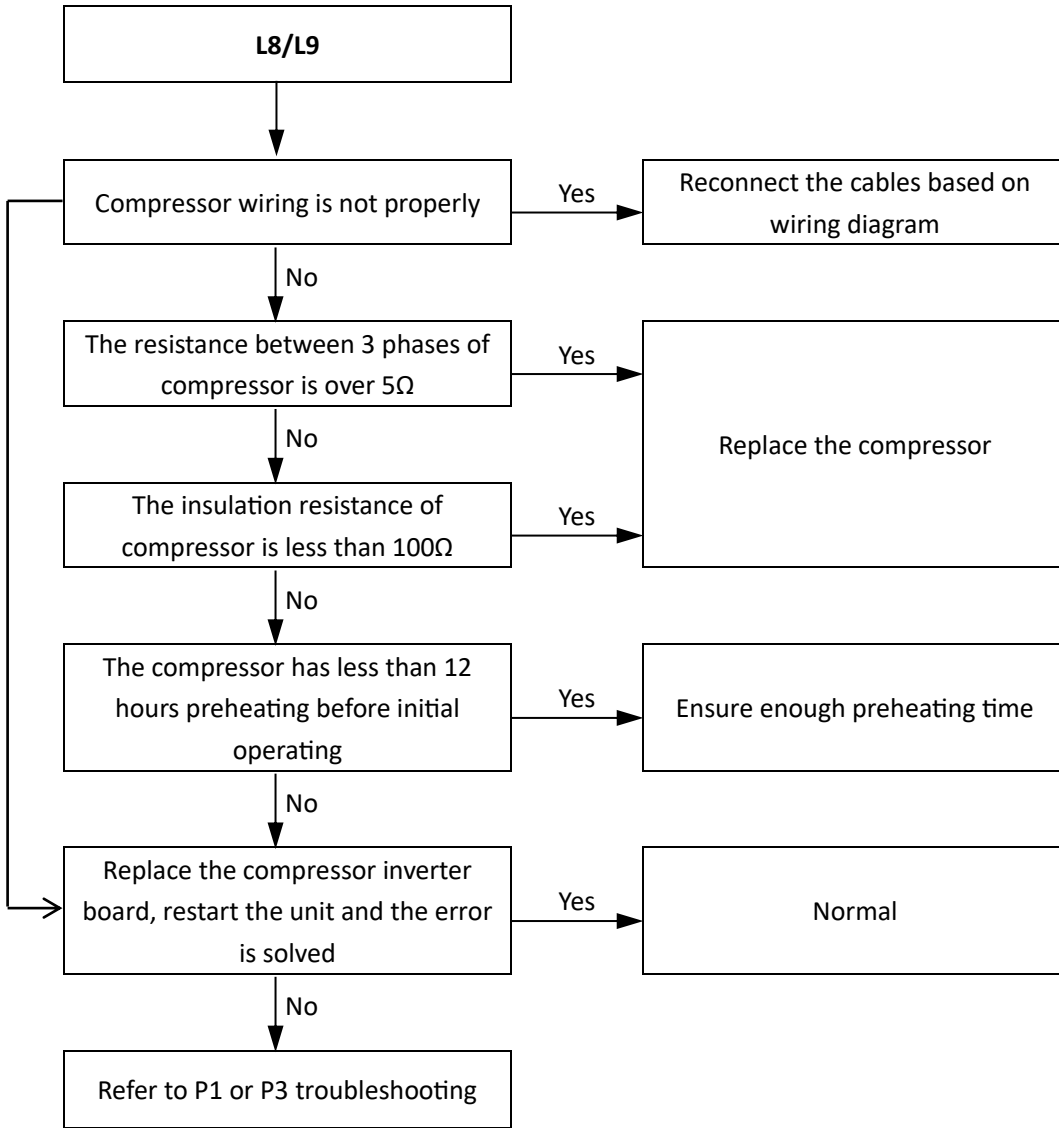 L8/L9
Compressor wiring is not properly
Yes
Reconnect the cables based on
wiring diagram
No
The resistance between 3 phases of
compressor is over 5Ω
Yes
Replace the compressor
No
The insulation resistance of
compressor is less than 100Ω
Yes
No
The compressor has less than 12
hours preheating before initial
operating
Yes
Ensure enough preheating time
No
Replace the compressor inverter
board, restart the unit and the error
is solved
Yes
Normal
No
Refer to P1 or P3 troubleshooting